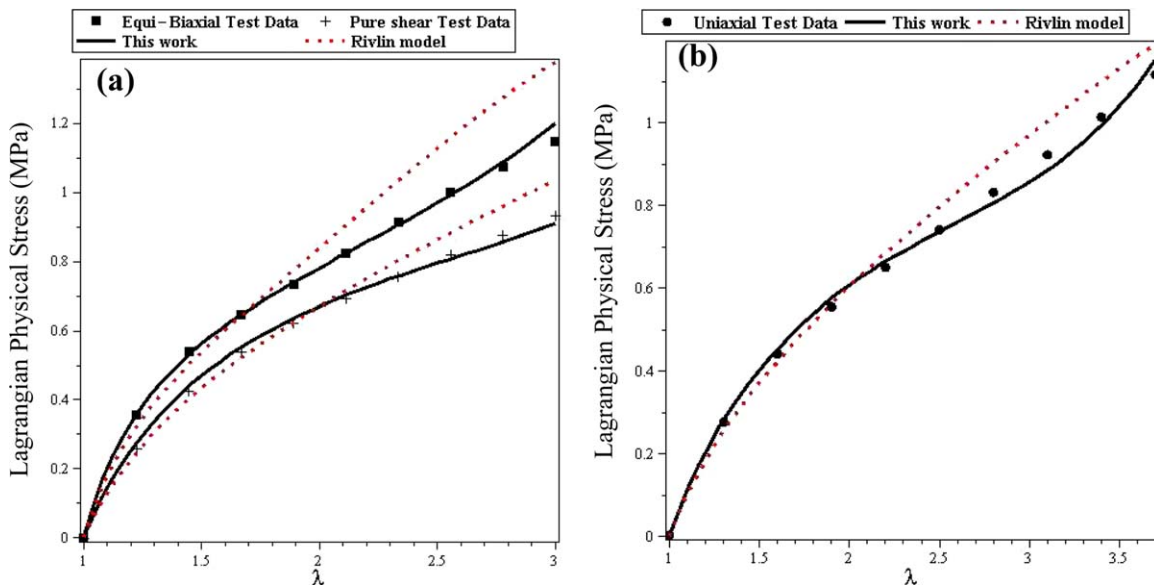 Equi-Biaxial Test Data + Pure shear Test Data
This work Rivlin model
(a)
Lagrangian Physical Stress (MPa)
1.2
1
0.8
0.6
0.4
0.2
0
1 1.5 2 2.5 3
λ
Uniaxial Test Data This work Rivlin model
(b)
Lagrangian Physical Stress (MPa)
1
0.8
0.6
0.4
0.2
0
1 1.5 2 2.5 3 3.5
λ